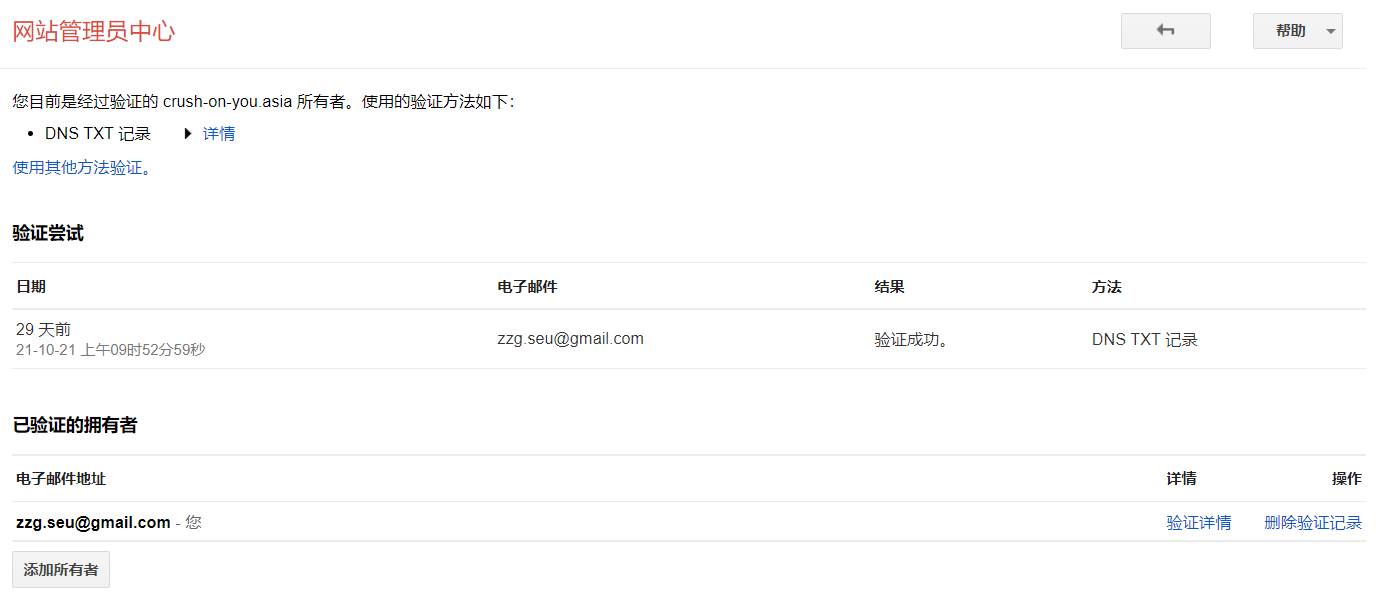 网站管理员中心
帮助
您目前是经过验证的 crush-on-you.asia 所有者。使用的验证方法如下：
• DNS TXT 记录 详情
使用其他方法验证。
验证尝试
日期 电子邮件 结果 方法
29 天前
21-10-21 上午09时52分59秒 zzg.seu@gmail.com 验证成功。 DNS TXT 记录
已验证的拥有者
电子邮件地址 详情 操作
zzg.seu@gmail.com - 您 验证详情 删除验证记录
添加所有者